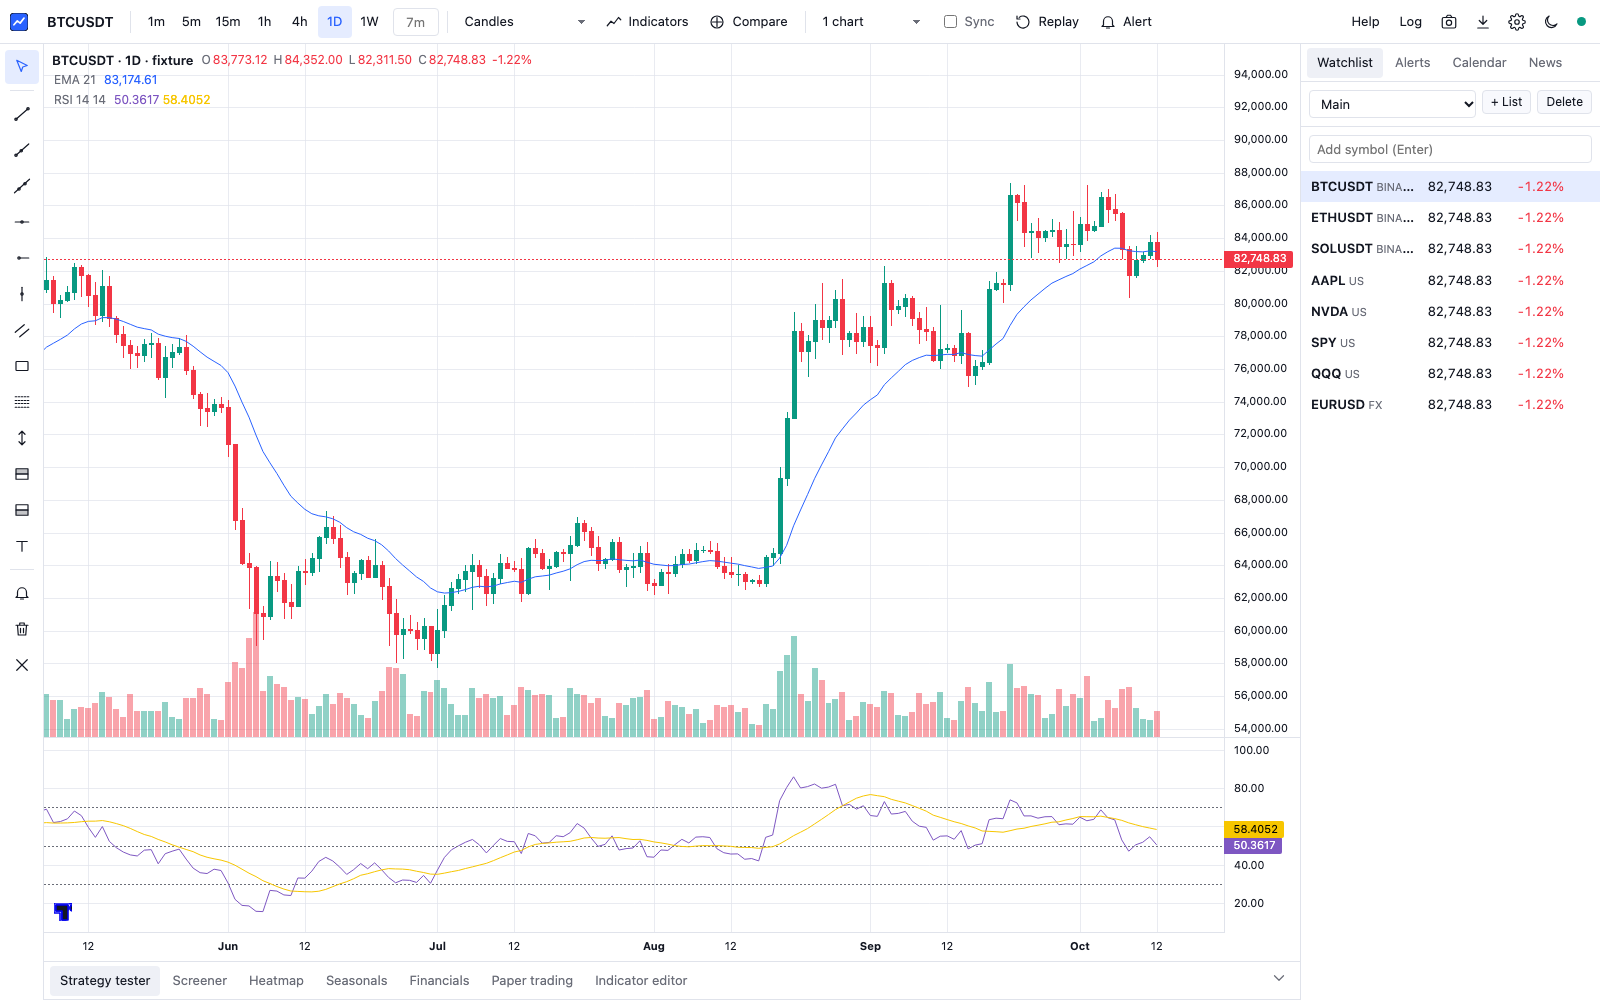 BTCUSDT 1m 5m 15m 1h 4h 1D 1W 7m Candles Indicators Compare 1 chart Sync Replay Alert Help Log
BTCUSDT · 1D · fixture O 83,773.12 H 84,352.00 L 82,311.50 C 82,748.83 -1.22%
EMA 21 83,174.61
RSI 14 14 50.3617 58.4052
94,000.00
92,000.00
90,000.00
88,000.00
86,000.00
84,000.00
82,748.83
82,000.00
80,000.00
78,000.00
76,000.00
74,000.00
72,000.00
70,000.00
68,000.00
66,000.00
64,000.00
62,000.00
60,000.00
58,000.00
56,000.00
54,000.00
100.00
80.00
58.4052
50.3617
40.00
20.00
12 Jun 12 Jul 12 Aug 12 Sep 12 Oct 12
Strategy tester Screener Heatmap Seasonals Financials Paper trading Indicator editor
Watchlist Alerts Calendar News
Main + List Delete
Add symbol (Enter)
BTCUSDT BINA... 82,748.83 -1.22%
ETHUSDT BINA... 82,748.83 -1.22%
SOLUSDT BINA... 82,748.83 -1.22%
AAPL US 82,748.83 -1.22%
NVDA US 82,748.83 -1.22%
SPY US 82,748.83 -1.22%
QQQ US 82,748.83 -1.22%
EURUSD FX 82,748.83 -1.22%